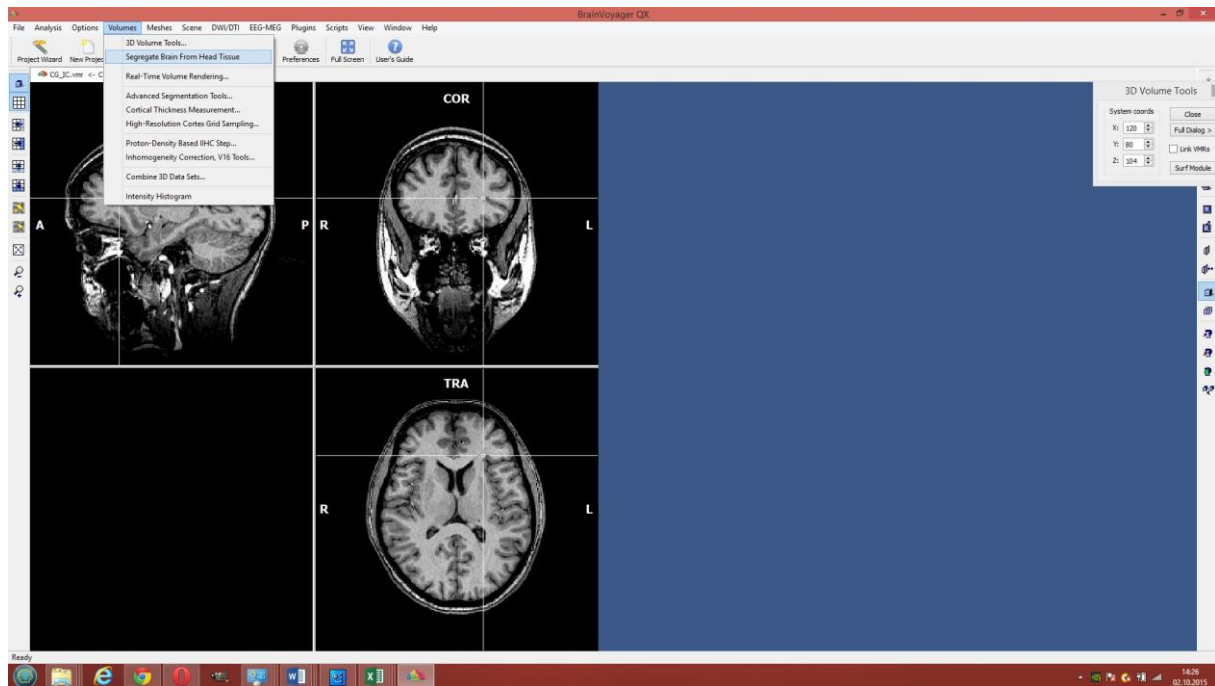 BrainVoyager QX
File Analysis Options Volumes Meshes Scene DWI/DTI EEG-MEG Plugins Scripts View Window Help
3D Volume Tools...
Segregate Brain From Head Tissue
Real-Time Volume Rendering...
Advanced Segmentation Tools...
Cortical Thickness Measurement...
High-Resolution Cortex Grid Sampling...
Proton-Density Based IIHC Step...
Inhomogeneity Correction, V16 Tools...
Combine 3D Data Sets...
Intensity Histogram
Project Wizard New Projec Preferences Full Screen User's Guide
CG_IC.vmr <- C
A P
COR
R L
TRA
R L
3D Volume Tools
System coords Close
X: 120 Full Dialog >
Y: 80 Link VMRs
Z: 104 Surf Module
Ready
14:26
02.10.2015